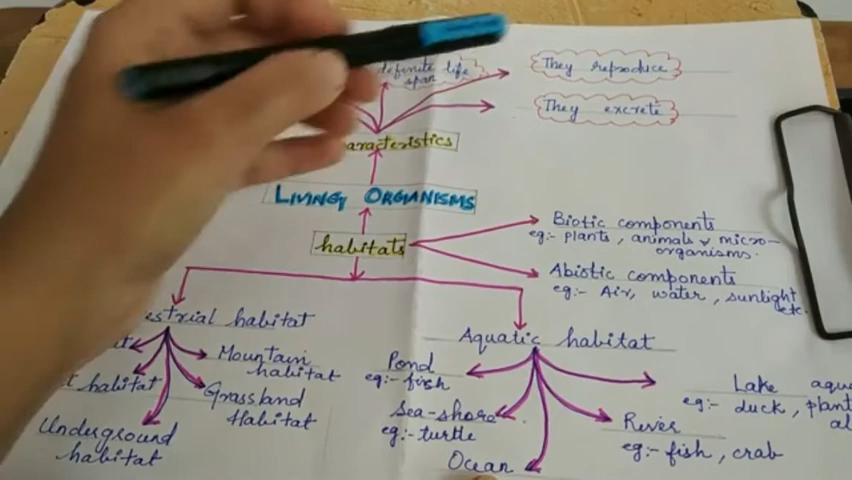 definite life
span
They reproduce
They excrete
LIVING ORGANISMS
habitats
Biotic components
eg:- plants, animals & micro-
organisms.
Abiotic components
eg:- Air, water, sunlight
etc.
habitat
Aquatic habitat
Mountain
habitat
Grassland
Habitat
habitat
Underground
habitat
Pond
eg:- fish
Sea-shore
eg:- turtle
Ocean
River
eg:- fish, crab
Lake
eg:- duck,